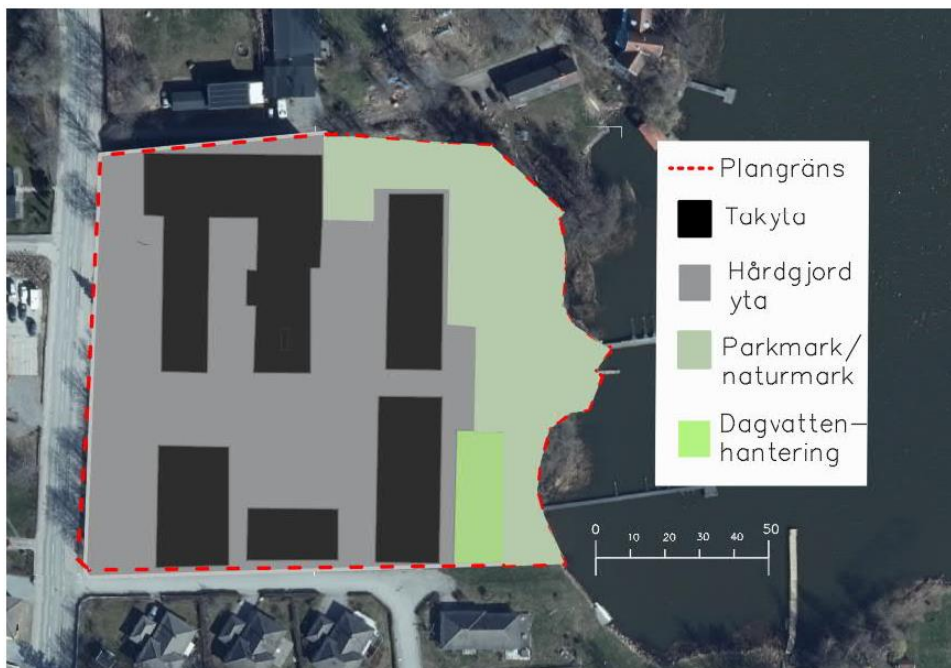 Plangräns
Takyta
Hårdgjord
yta
Parkmark/
naturmark
Dagvatten-
hantering
0 10 20 30 40 50